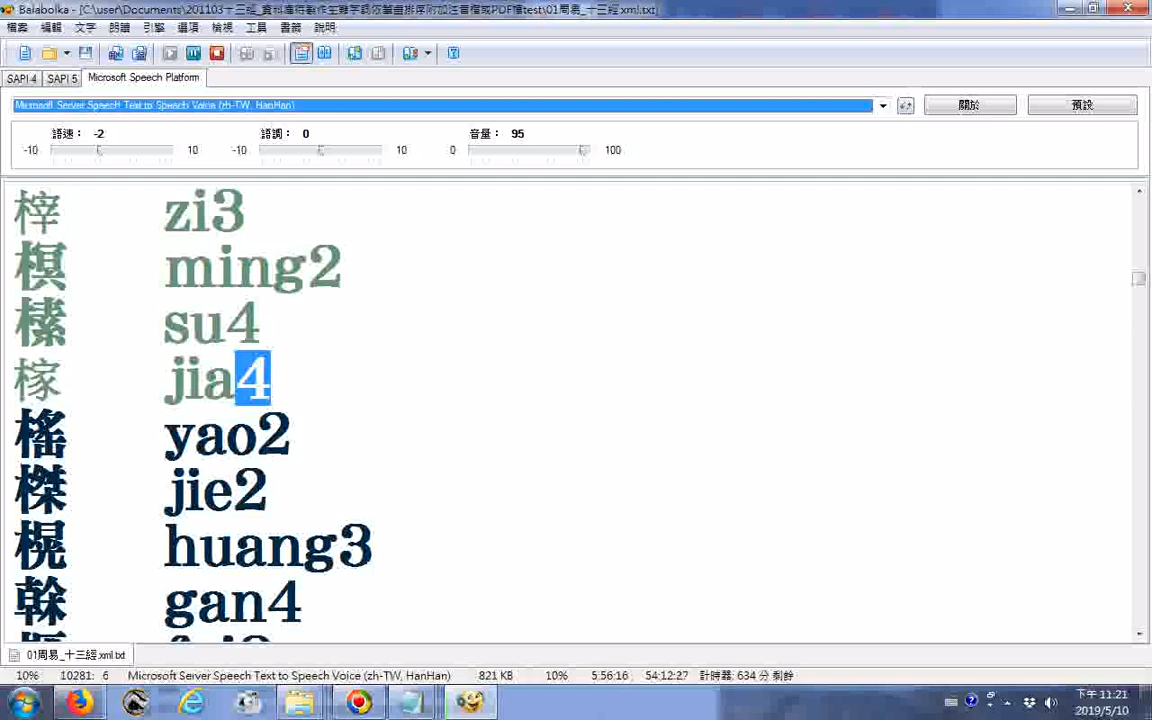 Balabolka - [C:\user\Documents\201103十三經_資料庫待製作生難字詞依筆畫排序附加注音檔或PDF檔test\01周易_十三經.xml.txt]
檔案 編輯 文字 朗讀 引擎 選項 檢視 工具 書籤 說明
SAPI 4 SAPI 5 Microsoft Speech Platform
Microsoft Server Speech Text to Speech Voice (zh-TW, HanHan) 關於 預設
語速： -2 語調： 0 音量： 95
-10 10 -10 10 0 100
梓 zi3
榠 ming2
榡 su4
榢 jia4
榣 yao2
榤 jie2
榥 huang3
榦 gan4
01周易_十三經.xml.txt
10% 10281: 6 Microsoft Server Speech Text to Speech Voice (zh-TW, HanHan) 821 KB 10% 5:56:16 54:12:27 計時器: 634 分 剩餘
下午 11:21
2019/5/10